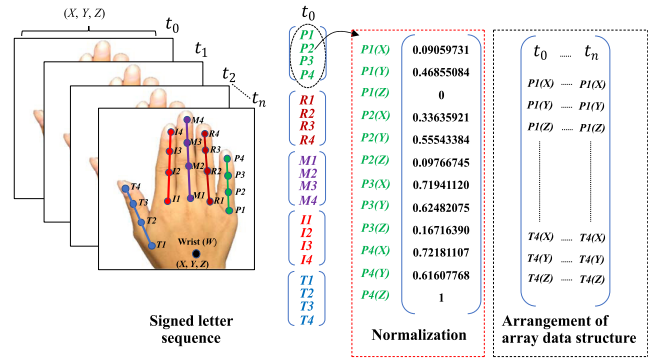 (X, Y, Z)
t0
t1
t2
tn
I4
M4
R4
I3
M3
R3
P4
I2
M2
R2
P3
T4
P2
T3
I1
M1
R1
P1
T2
T1
Wrist (W)
(X, Y, Z)
Signed letter
sequence
t0
P1
P2
P3
P4
R1
R2
R3
R4
M1
M2
M3
M4
I1
I2
I3
I4
T1
T2
T3
T4
P1(X) 0.09059731
P1(Y) 0.46855084
P1(Z) 0
P2(X) 0.33635921
P2(Y) 0.55543384
P2(Z) 0.09766745
P3(X) 0.71941120
P3(Y) 0.62482075
P3(Z) 0.16716390
P4(X) 0.72181107
P4(Y) 0.61607768
P4(Z) 1
Normalization
t0 ..... tn
P1(X) ..... P1(X)
P1(Y) ..... P1(Y)
P1(Z) ..... P1(Z)
T4(X) ..... T4(X)
T4(Y) ..... T4(Y)
T4(Z) ..... T4(Z)
Arrangement of
array data structure